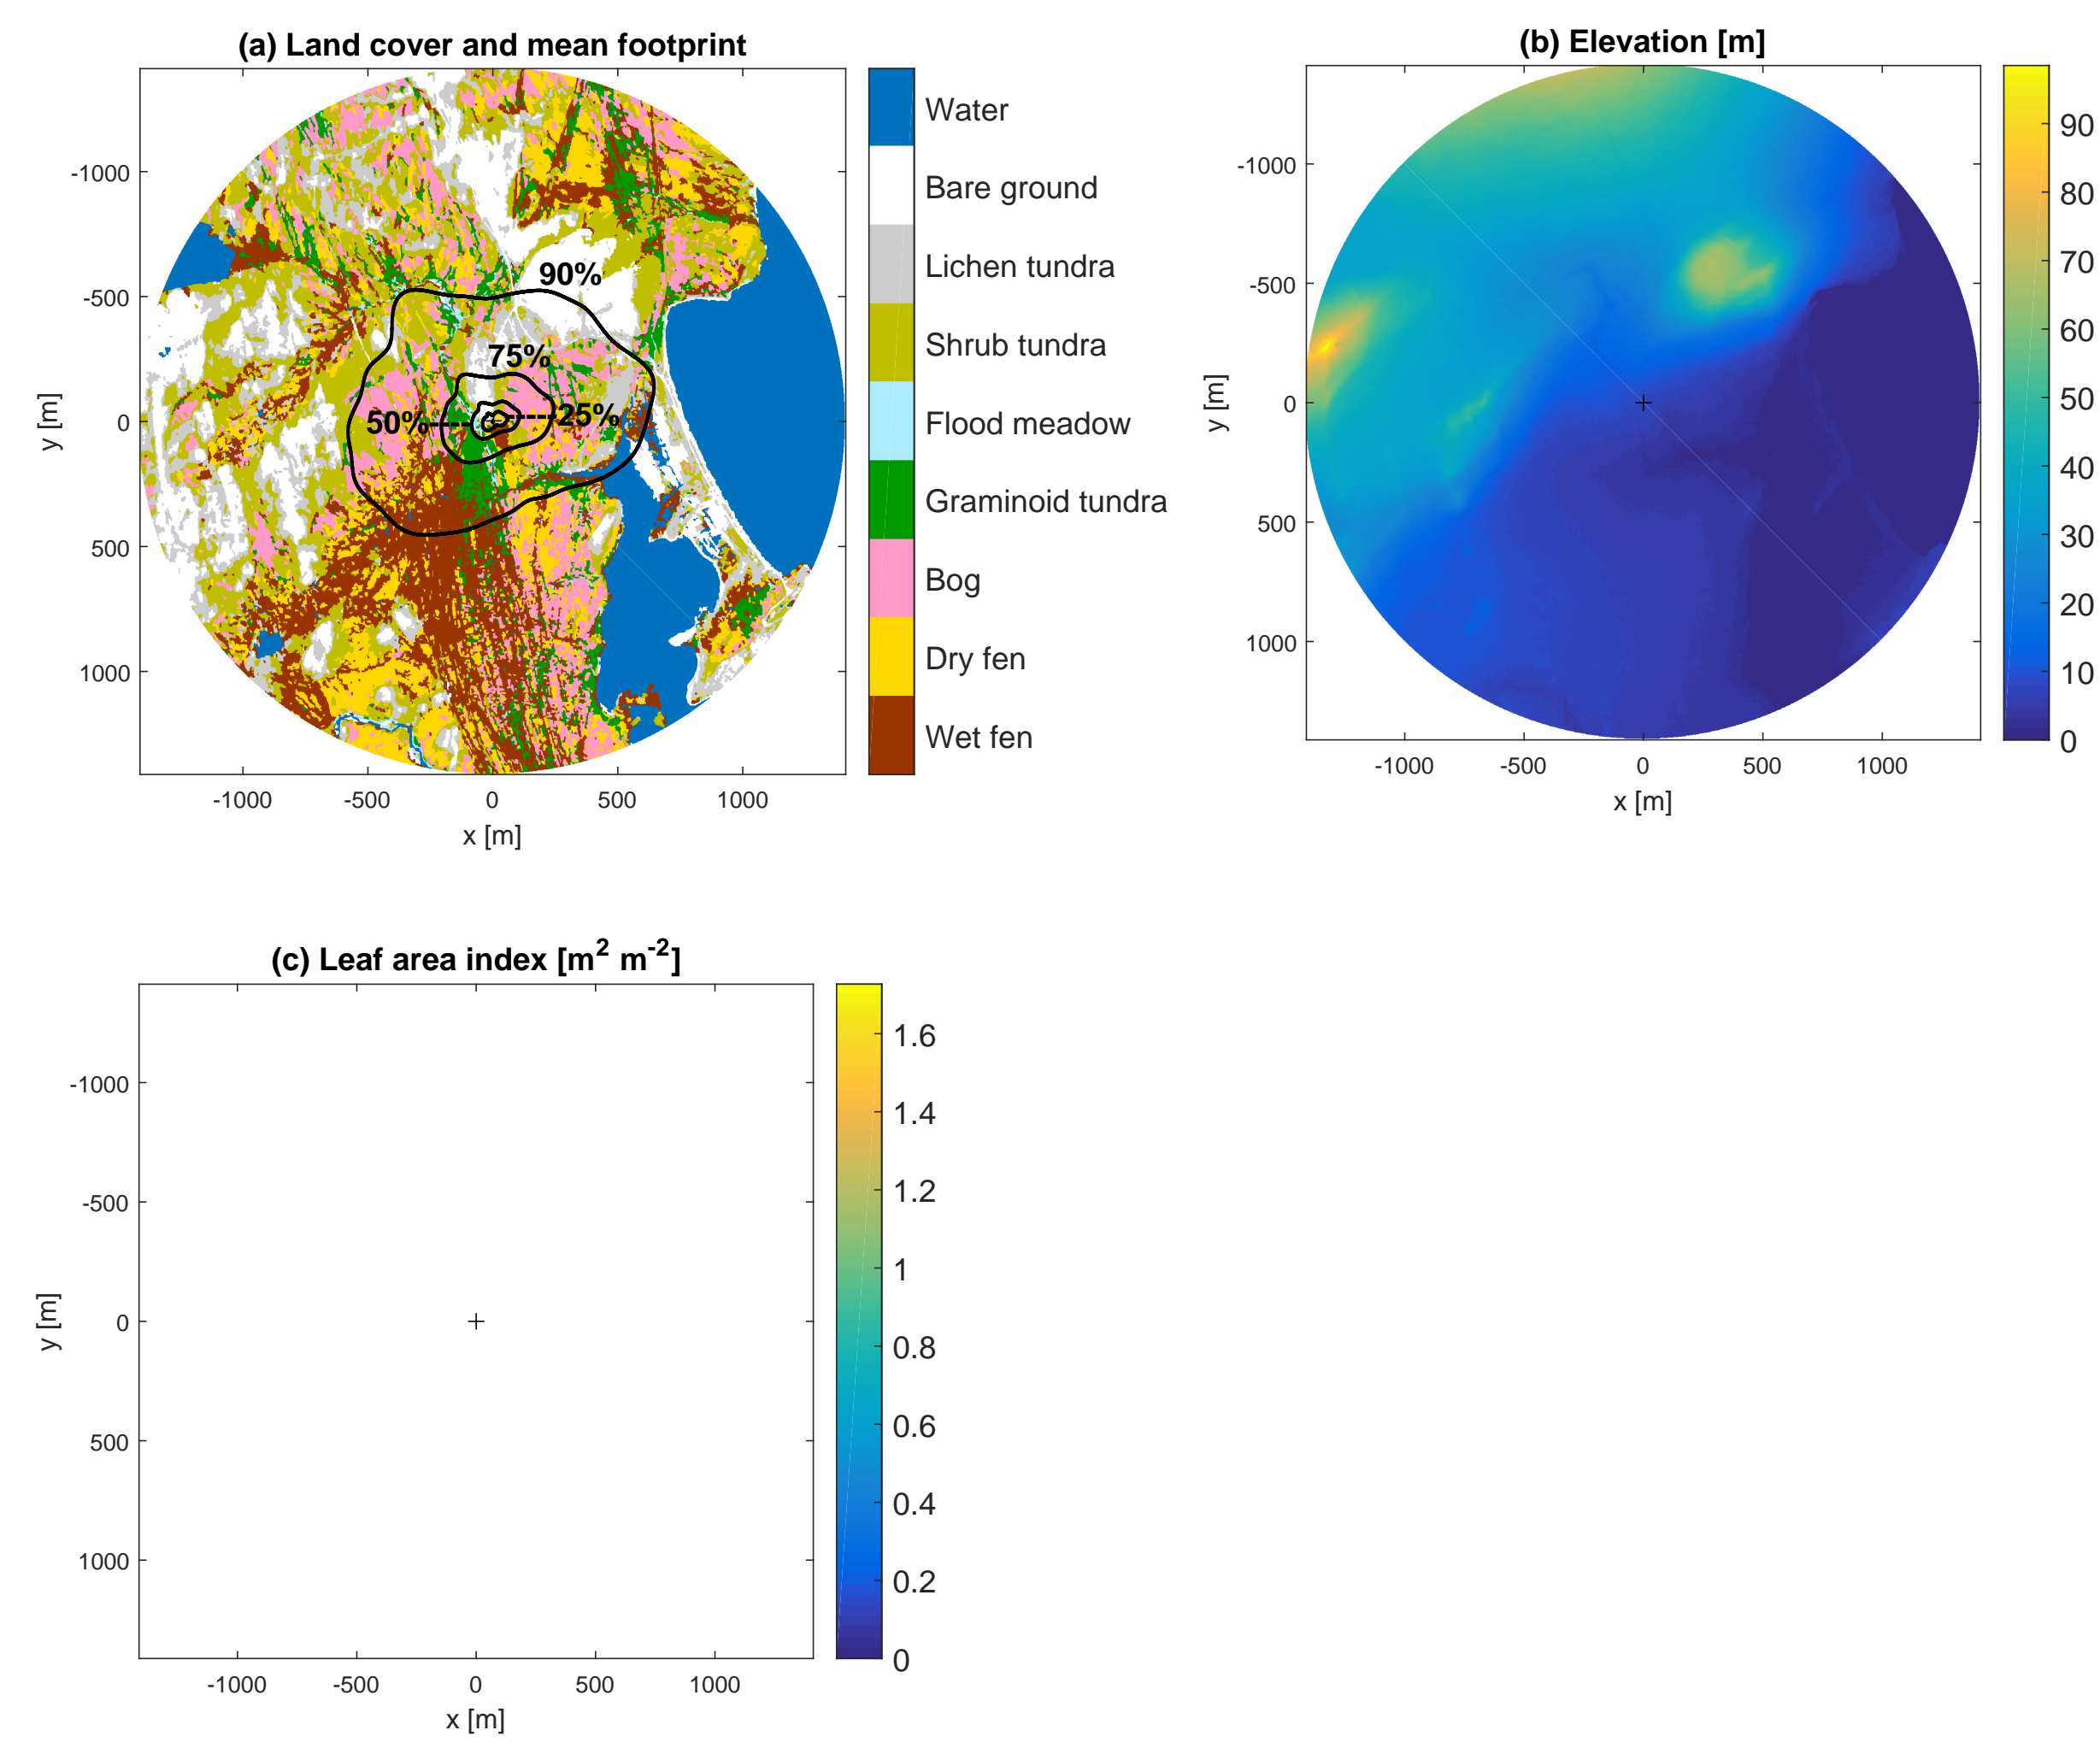 (a) Land cover and mean footprint
-1000
-500
0
500
1000
y [m]
-1000
-500
0
500
1000
x [m]
90%
75%
50%
25%
Water
Bare ground
Lichen tundra
Shrub tundra
Flood meadow
Graminoid tundra
Bog
Dry fen
Wet fen
(b) Elevation [m]
-1000
-500
0
500
1000
y [m]
-1000
-500
0
500
1000
x [m]
90
80
70
60
50
40
30
20
10
0
(c) Leaf area index [m² m⁻²]
-1000
-500
0
500
1000
y [m]
-1000
-500
0
500
1000
x [m]
1.6
1.4
1.2
1
0.8
0.6
0.4
0.2
0